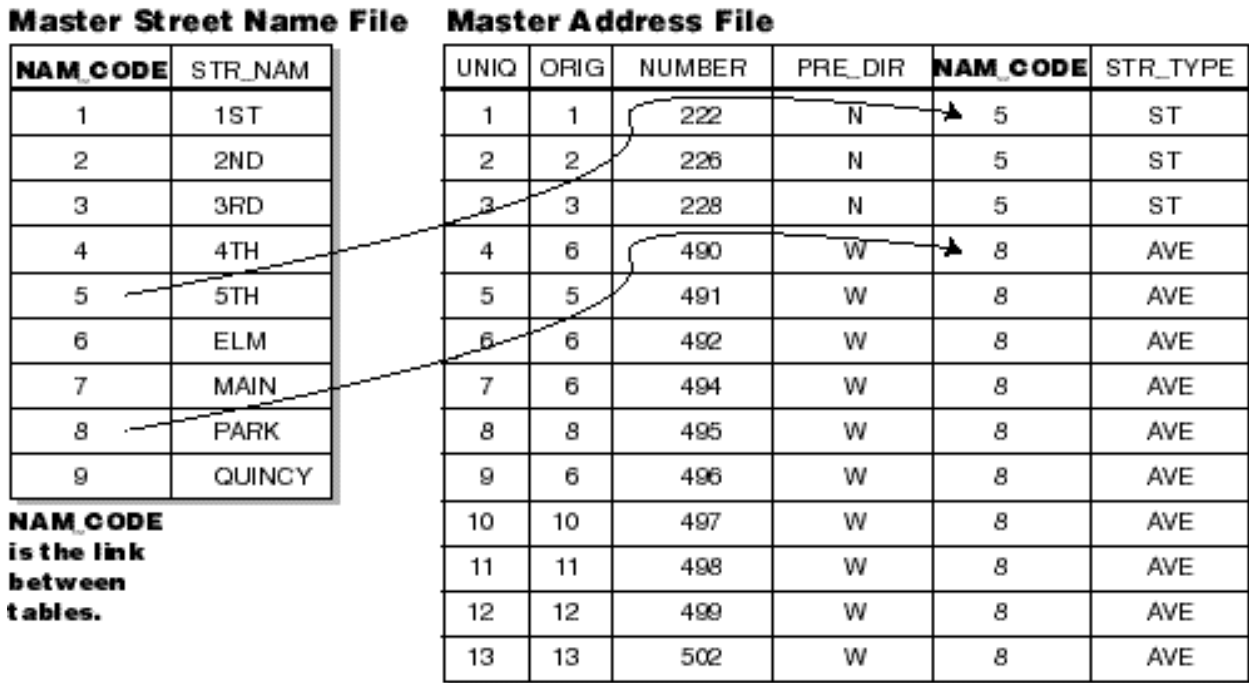 Master Street Name File
NAM_CODE STR_NAM
1 1ST
2 2ND
3 3RD
4 4TH
5 5TH
6 ELM
7 MAIN
8 PARK
9 QUINCY
NAM_CODE
is the link
between
tables.
Master Address File
UNIQ ORIG NUMBER PRE_DIR NAM_CODE STR_TYPE
1 1 222 N 5 ST
2 2 226 N 5 ST
3 3 228 N 5 ST
4 6 490 W 8 AVE
5 5 491 W 8 AVE
6 6 492 W 8 AVE
7 6 494 W 8 AVE
8 8 495 W 8 AVE
9 6 496 W 8 AVE
10 10 497 W 8 AVE
11 11 498 W 8 AVE
12 12 499 W 8 AVE
13 13 502 W 8 AVE